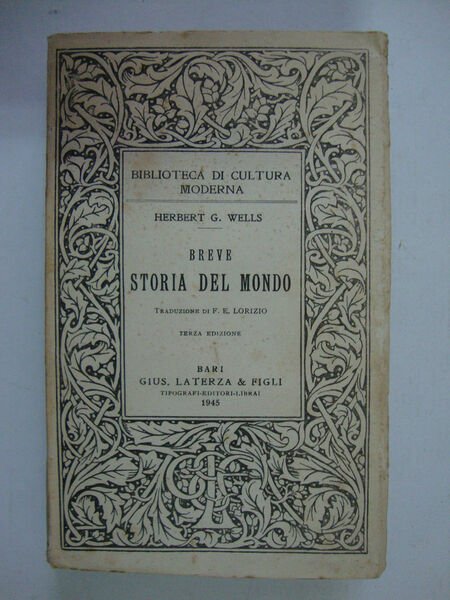 BIBLIOTECA DI CULTURA
MODERNA
HERBERT G. WELLS
BREVE
STORIA DEL MONDO
TRADUZIONE DI F. E. LORIZIO
TERZA EDIZIONE
BARI
GIUS. LATERZA & FIGLI
TIPOGRAFI-EDITORI-LIBRAI
1945